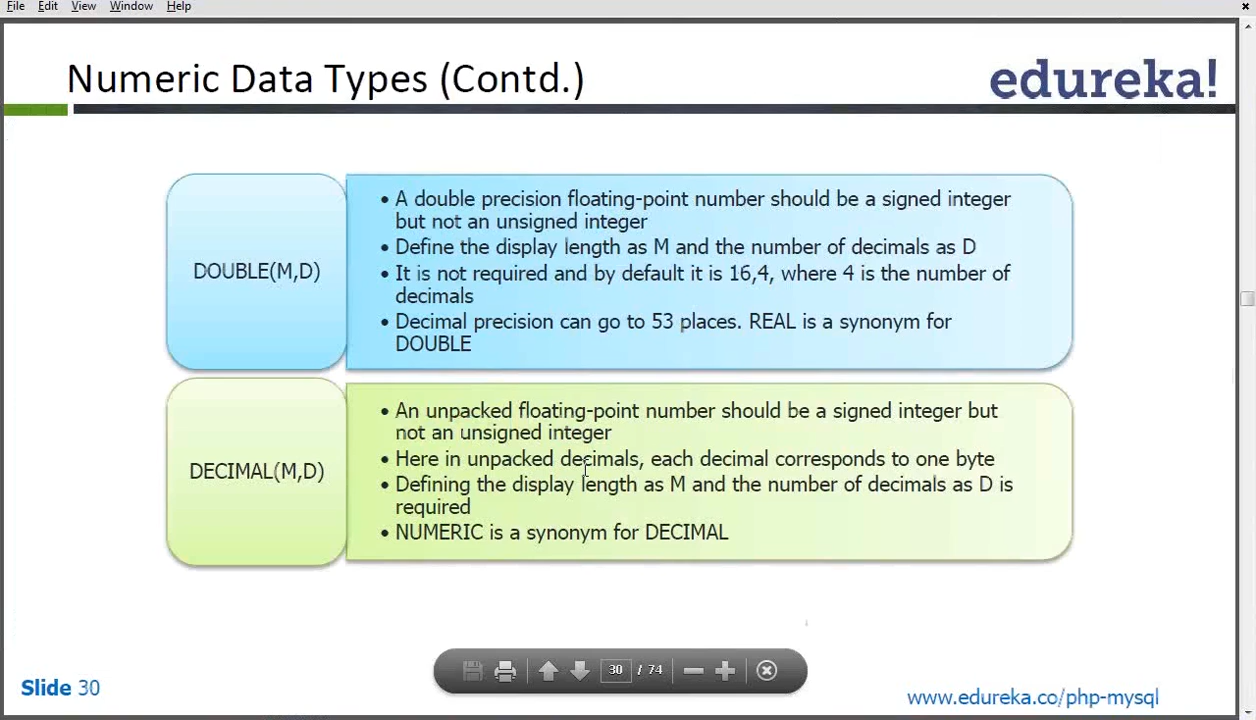 File Edit View Window Help
Numeric Data Types (Contd.)
edureka!
DOUBLE(M,D)
• A double precision floating-point number should be a signed integer
but not an unsigned integer
• Define the display length as M and the number of decimals as D
• It is not required and by default it is 16,4, where 4 is the number of
decimals
• Decimal precision can go to 53 places. REAL is a synonym for
DOUBLE
DECIMAL(M,D)
• An unpacked floating-point number should be a signed integer but
not an unsigned integer
• Here in unpacked decimals, each decimal corresponds to one byte
• Defining the display length as M and the number of decimals as D is
required
• NUMERIC is a synonym for DECIMAL
30 / 74
Slide 30
www.edureka.co/php-mysql